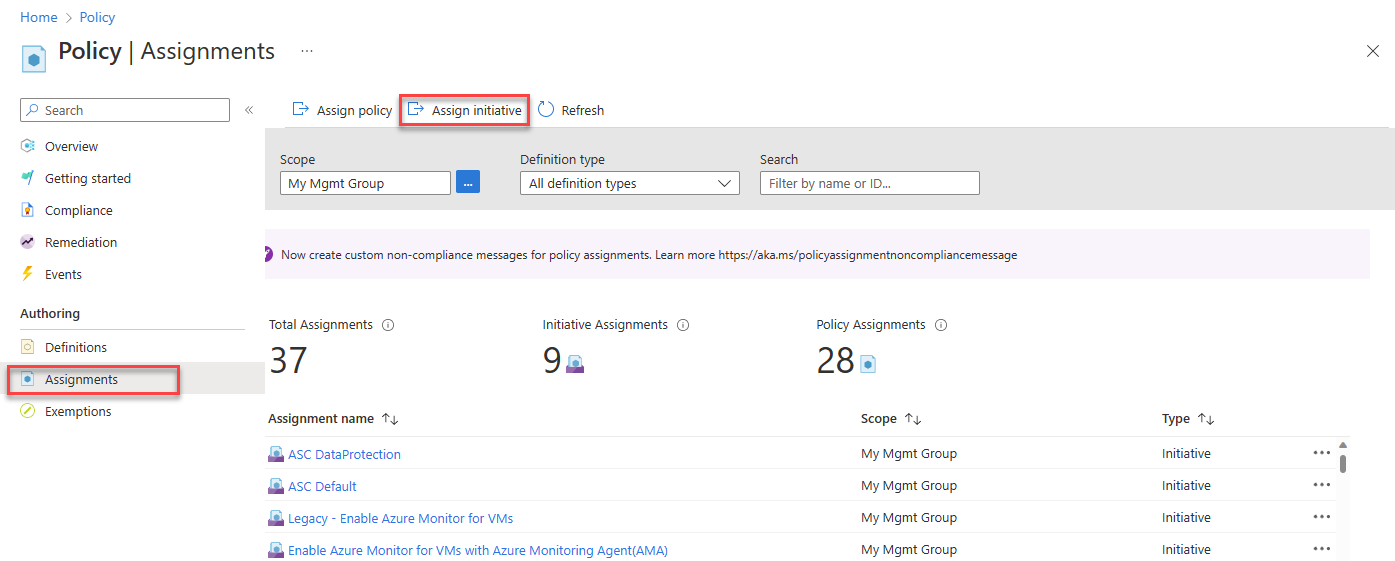 Home > Policy
Policy | Assignments ...
Search
«
Overview
Getting started
Compliance
Remediation
Events
Authoring
Definitions
Assignments
Exemptions
Assign policy Assign initiative Refresh
Scope Definition type Search
My Mgmt Group ... All definition types Filter by name or ID...
Now create custom non-compliance messages for policy assignments. Learn more https://aka.ms/policyassignmentnoncompliancemessage
Total Assignments Initiative Assignments Policy Assignments
37 9 28
Assignment name Scope Type
ASC DataProtection My Mgmt Group Initiative ...
ASC Default My Mgmt Group Initiative ...
Legacy - Enable Azure Monitor for VMs My Mgmt Group Initiative ...
Enable Azure Monitor for VMs with Azure Monitoring Agent(AMA) My Mgmt Group Initiative ...